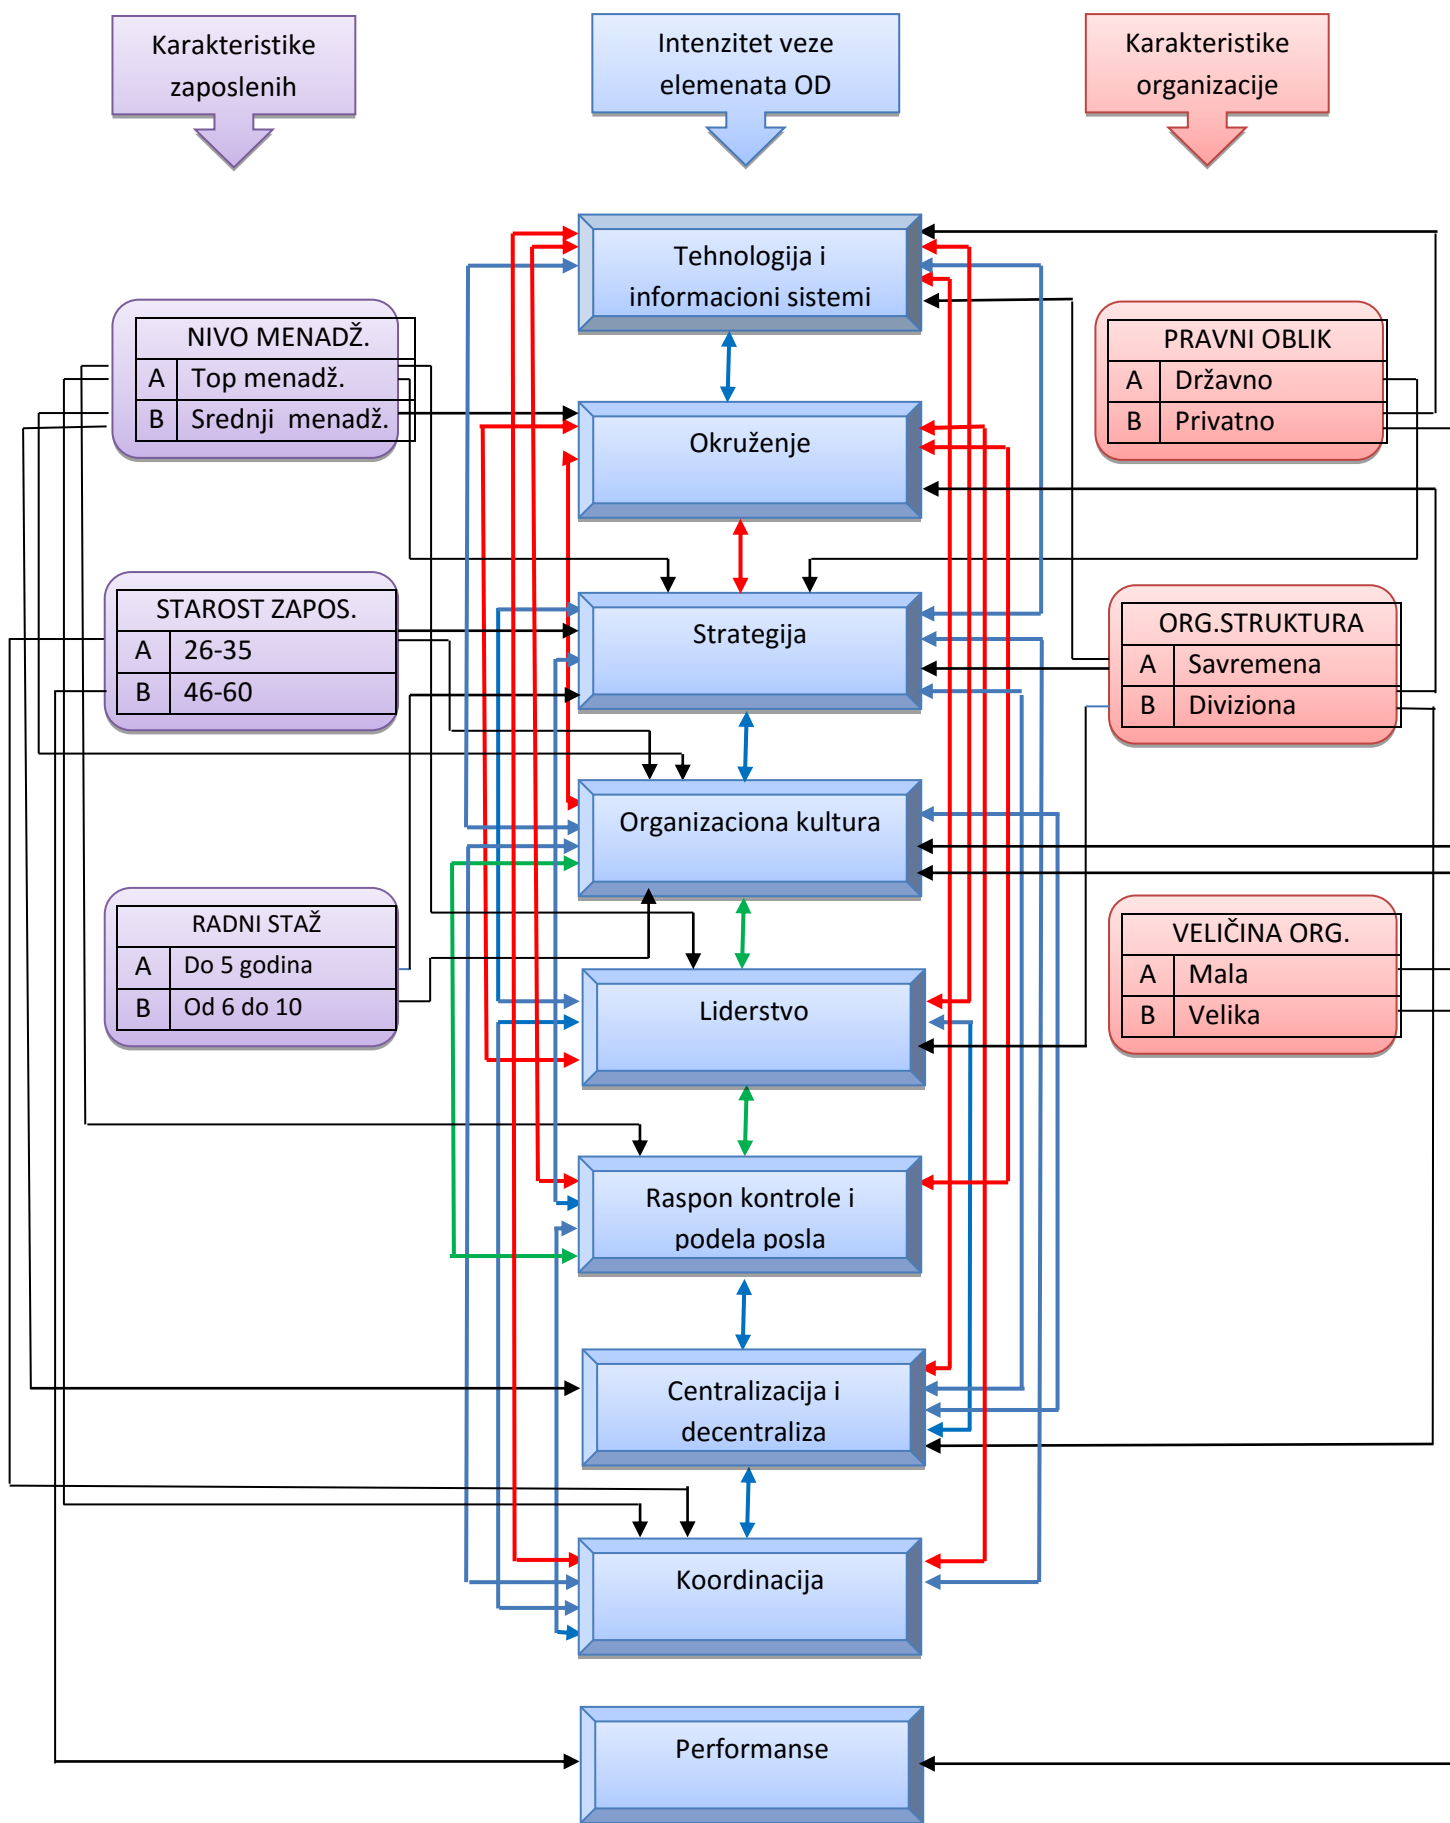 Karakteristike
zaposlenih
Intenzitet veze
elemenata OD
Karakteristike
organizacije
Tehnologija i
informacioni sistemi
NIVO MENADŽ.
A Top menadž.
B Srednji menadž.
PRAVNI OBLIK
A Državno
B Privatno
Okruženje
STAROST ZAPOS.
A 26-35
B 46-60
Strategija
ORG.STRUKTURA
A Savremena
B Diviziona
Organizaciona kultura
RADNI STAŽ
A Do 5 godina
B Od 6 do 10
VELIČINA ORG.
A Mala
B Velika
Liderstvo
Raspon kontrole i
podela posla
Centralizacija i
decentraliza
Koordinacija
Performanse